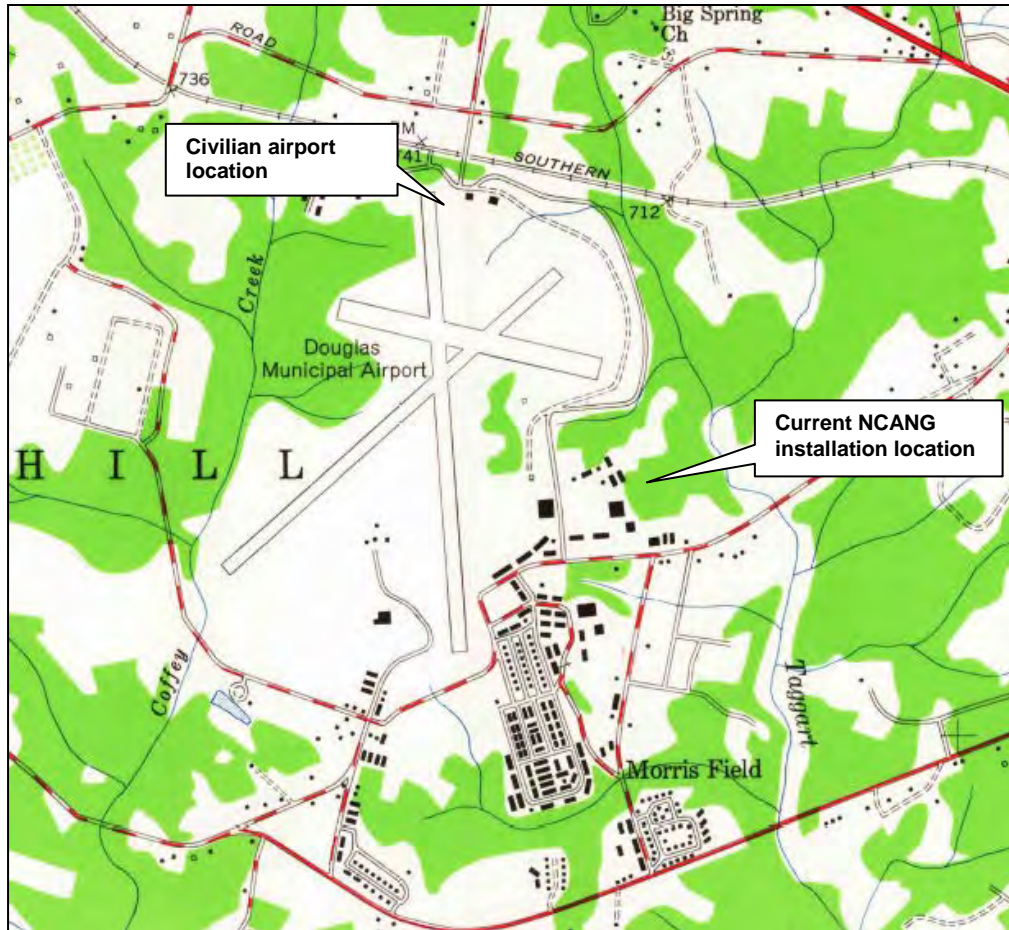 Big Spring
Ch
ROAD
736
Civilian airport
location
M
41
SOUTHERN
712
Creek
Douglas
Municipal Airport
Current NCANG
installation location
H I L L
Coffey
Taggart
Morris Field